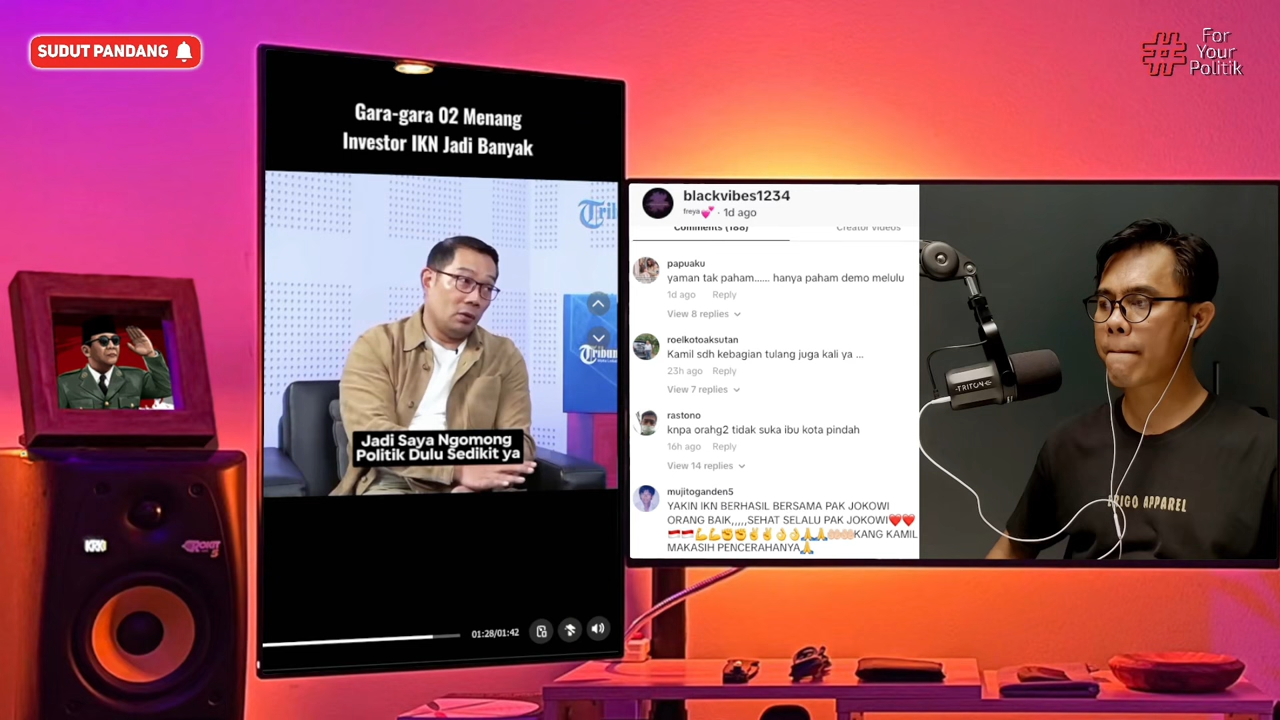 SUDUT PANDANG
For
Your
Politik
Gara-gara 02 Menang
Investor IKN Jadi Banyak
Jadi Saya Ngomong
Politik Dulu Sedikit ya
01:28/01:42
blackvibes1234
freya💕 · 1d ago
Comments (188)
Creator videos
papuaku
yaman tak paham...... hanya paham demo melulu
1d ago Reply
View 8 replies
roelkotoaksutan
Kamil sdh kebagian tulang juga kali ya ...
23h ago Reply
View 7 replies
rastono
knpa orahg2 tidak suka ibu kota pindah
16h ago Reply
View 14 replies
mujitoganden5
YAKIN IKN BERHASIL BERSAMA PAK JOKOWI
ORANG BAIK,,,,,SEHAT SELALU PAK JOKOWI❤️❤️
🇮🇩🇮🇩💪💪✊✊✌️✌️👌👌🙏🙏🤲🤲KANG KAMIL
MAKASIH PENCERAHANYA🙏
TRITON
ERIGO APPAREL
KRK
ROKIT 5